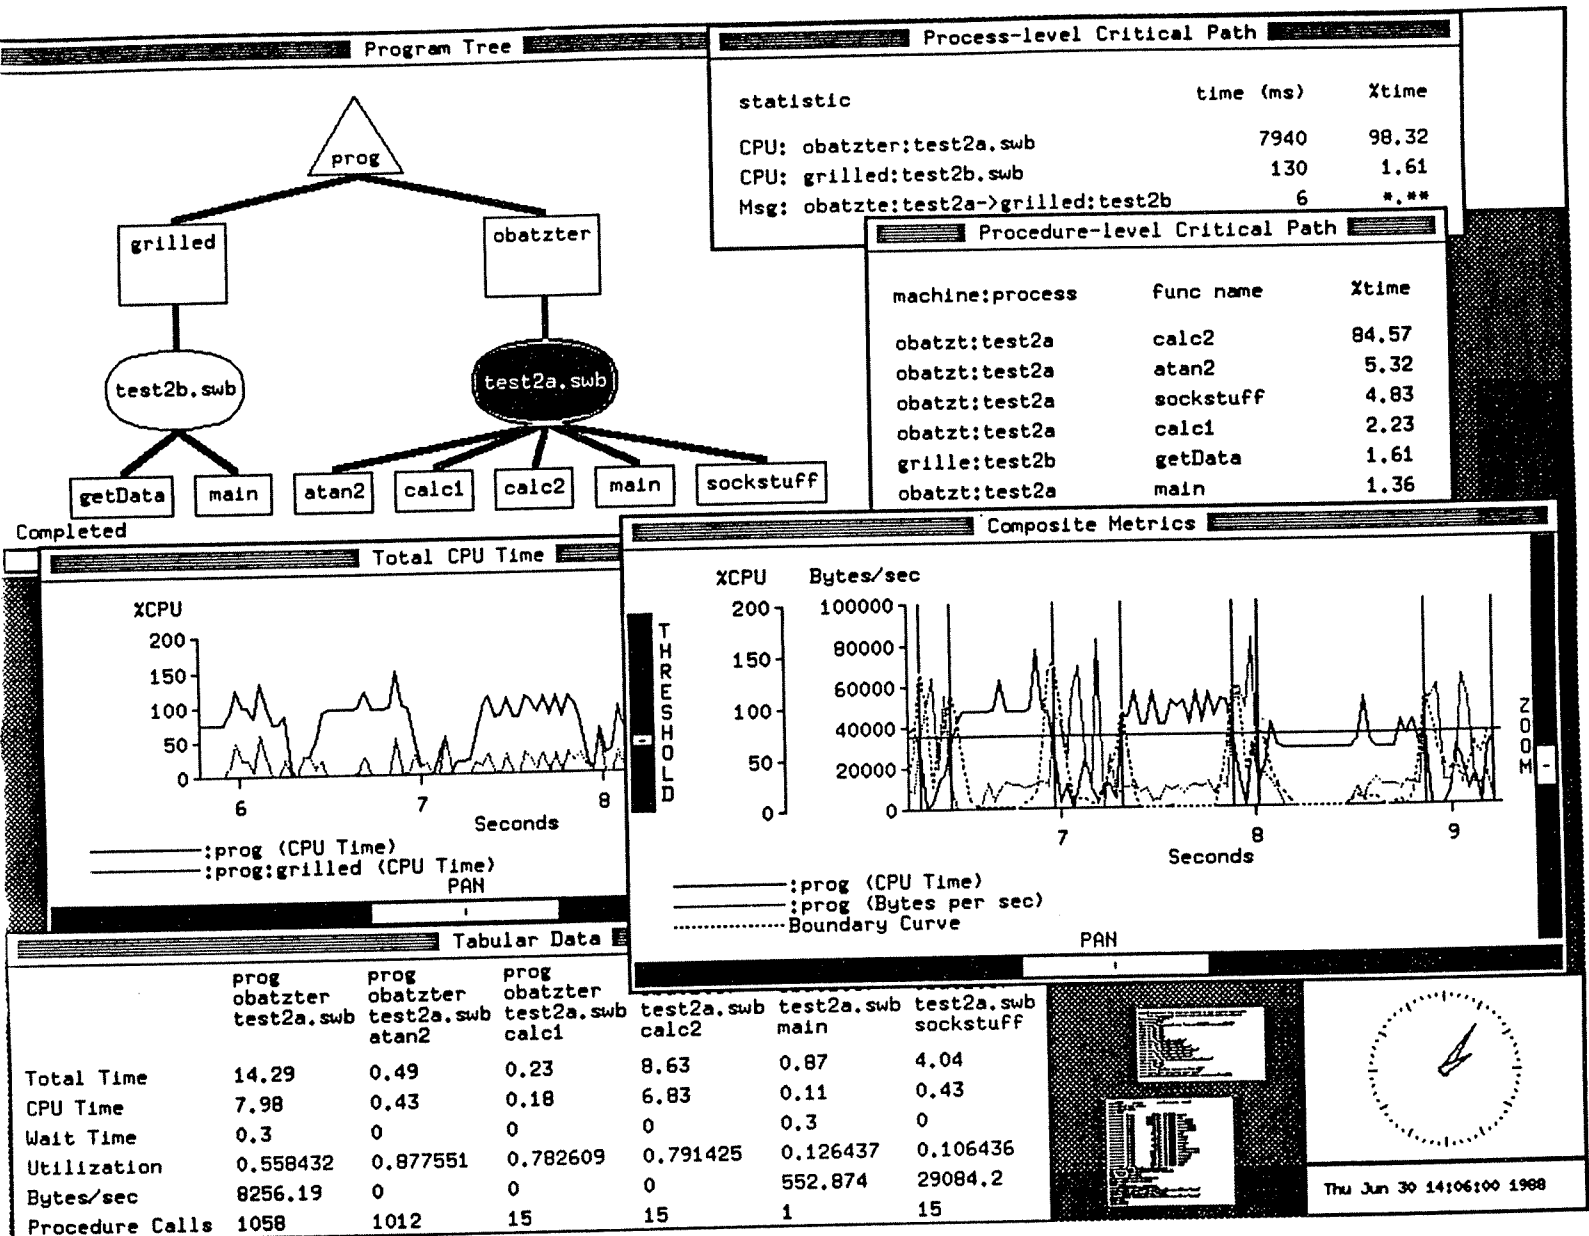 Program Tree
prog
grilled
obatzter
test2b.swb
test2a.swb
getData
main
atan2
calc1
calc2
main
sockstuff
Completed
Process-level Critical Path
statistic time (ms) %time
CPU: obatzter:test2a.swb 7940 98.32
CPU: grilled:test2b.swb 130 1.61
Msg: obatzte:test2a->grilled:test2b 6 *.**
Procedure-level Critical Path
machine:process func name %time
obatzt:test2a calc2 84.57
obatzt:test2a atan2 5.32
obatzt:test2a sockstuff 4.83
obatzt:test2a calc1 2.23
grille:test2b getData 1.61
obatzt:test2a main 1.36
Total CPU Time
%CPU
200
150
100
50
0
6 7 8
Seconds
:prog (CPU Time)
:prog:grilled (CPU Time)
PAN
Composite Metrics
THRESHOLD
%CPU Bytes/sec
200 100000
80000
150
60000
100
40000
50
20000
0 0
7 8 9
Seconds
ZOOM
:prog (CPU Time)
:prog (Bytes per sec)
Boundary Curve
PAN
Tabular Data
prog prog prog
obatzter obatzter obatzter
test2a.swb test2a.swb test2a.swb test2a.swb test2a.swb test2a.swb
atan2 calc1 calc2 main sockstuff
Total Time 14.29 0.49 0.23 8.63 0.87 4.04
CPU Time 7.98 0.43 0.18 6.83 0.11 0.43
Wait Time 0.3 0 0 0 0.3 0
Utilization 0.558432 0.877551 0.782609 0.791425 0.126437 0.106436
Bytes/sec 8256.19 0 0 0 552.874 29084.2
Procedure Calls 1058 1012 15 15 1 15
Thu Jun 30 14:06:00 1988